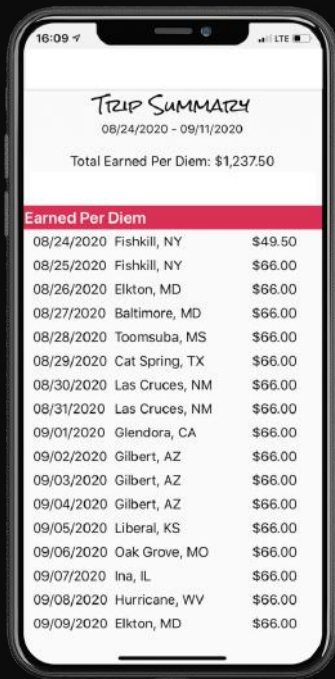 16:09
LTE
Trip Summary
08/24/2020 - 09/11/2020
Total Earned Per Diem: $1,237.50
Earned Per Diem
08/24/2020 Fishkill, NY $49.50
08/25/2020 Fishkill, NY $66.00
08/26/2020 Elkton, MD $66.00
08/27/2020 Baltimore, MD $66.00
08/28/2020 Toomsuba, MS $66.00
08/29/2020 Cat Spring, TX $66.00
08/30/2020 Las Cruces, NM $66.00
08/31/2020 Las Cruces, NM $66.00
09/01/2020 Glendora, CA $66.00
09/02/2020 Gilbert, AZ $66.00
09/03/2020 Gilbert, AZ $66.00
09/04/2020 Gilbert, AZ $66.00
09/05/2020 Liberal, KS $66.00
09/06/2020 Oak Grove, MO $66.00
09/07/2020 Ina, IL $66.00
09/08/2020 Hurricane, WV $66.00
09/09/2020 Elkton, MD $66.00